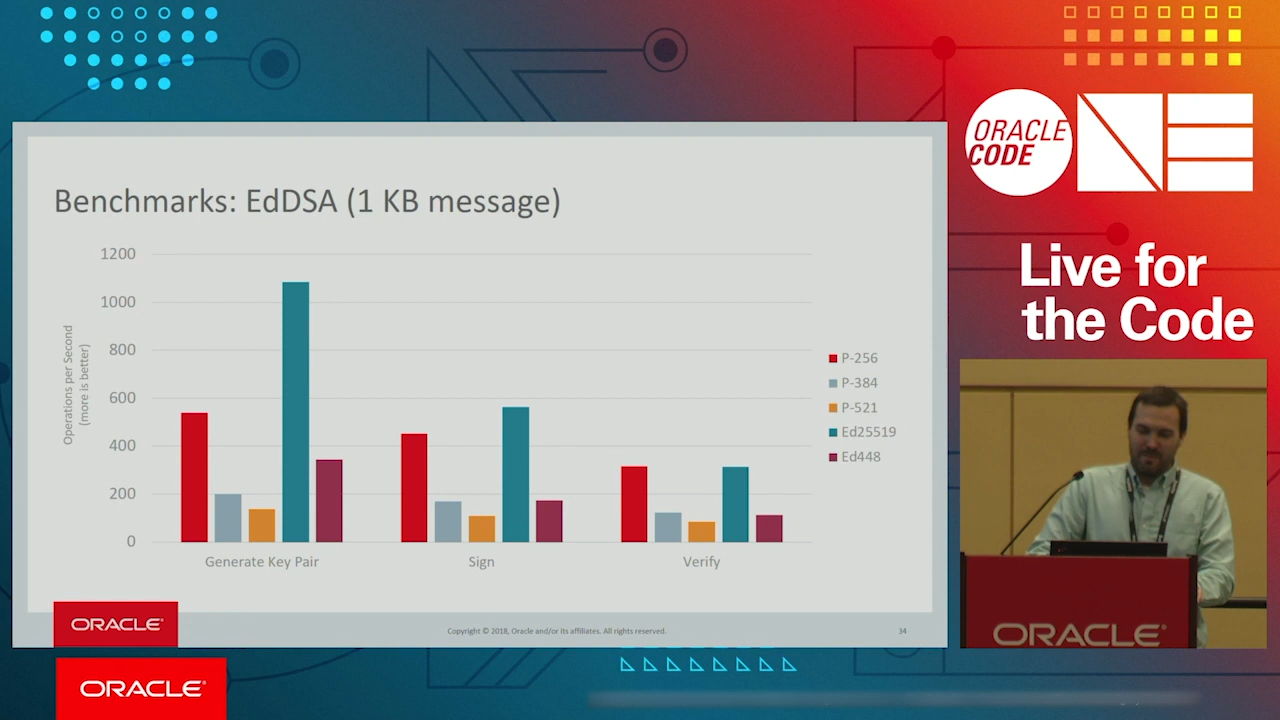 ORACLE
CODE
Live for
the Code
Benchmarks: EdDSA (1 KB message)
Operations per Second
(more is better)
1200
1000
800
600
400
200
0
Generate Key Pair
Sign
Verify
P-256
P-384
P-521
Ed25519
Ed448
ORACLE®
Copyright © 2018, Oracle and/or its affiliates. All rights reserved.
34
ORACLE®
ORACLE®